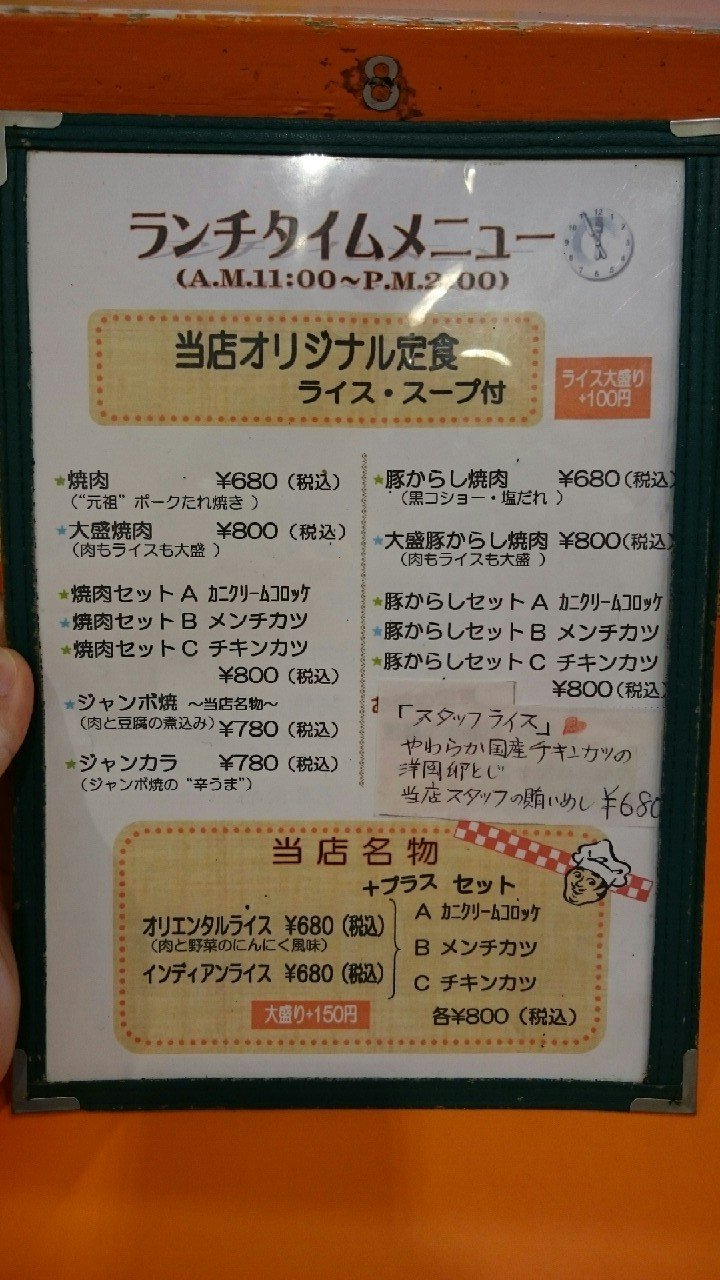 8
ランチタイムメニュー
(A.M.11:00～P.M.2:00)
当店オリジナル定食
ライス・スープ付
ライス大盛り
+100円
★焼肉 ¥680（税込）
（“元祖”ポークたれ焼き ）
★大盛焼肉 ¥800（税込）
（肉もライスも大盛 ）
★焼肉セット A ｶﾆｸﾘｰﾑｺﾛｯｹ
★焼肉セット B メンチカツ
★焼肉セット C チキンカツ
¥800（税込）
★ジャンボ焼 ～当店名物～
（肉と豆腐の煮込み）¥780（税込）
★ジャンカラ ¥780（税込）
（ジャンボ焼の“辛うま”）
★豚からし焼肉 ¥680（税込）
（黒コショー・塩だれ ）
★大盛豚からし焼肉 ¥800（税込）
（肉もライスも大盛 ）
★豚からしセット A ｶﾆｸﾘｰﾑｺﾛｯｹ
★豚からしセット B メンチカツ
★豚からしセット C チキンカツ
¥800（税込）
「スタッフライス」
やわらか国産チキンカツの
洋風卵とじ
当店スタッフの賄いめし ¥680
当店名物
+プラス セット
オリエンタルライス ¥680（税込）
（肉と野菜のにんにく風味）
インディアンライス ¥680（税込）
大盛り+150円
A ｶﾆｸﾘｰﾑｺﾛｯｹ
B メンチカツ
C チキンカツ
各¥800（税込）